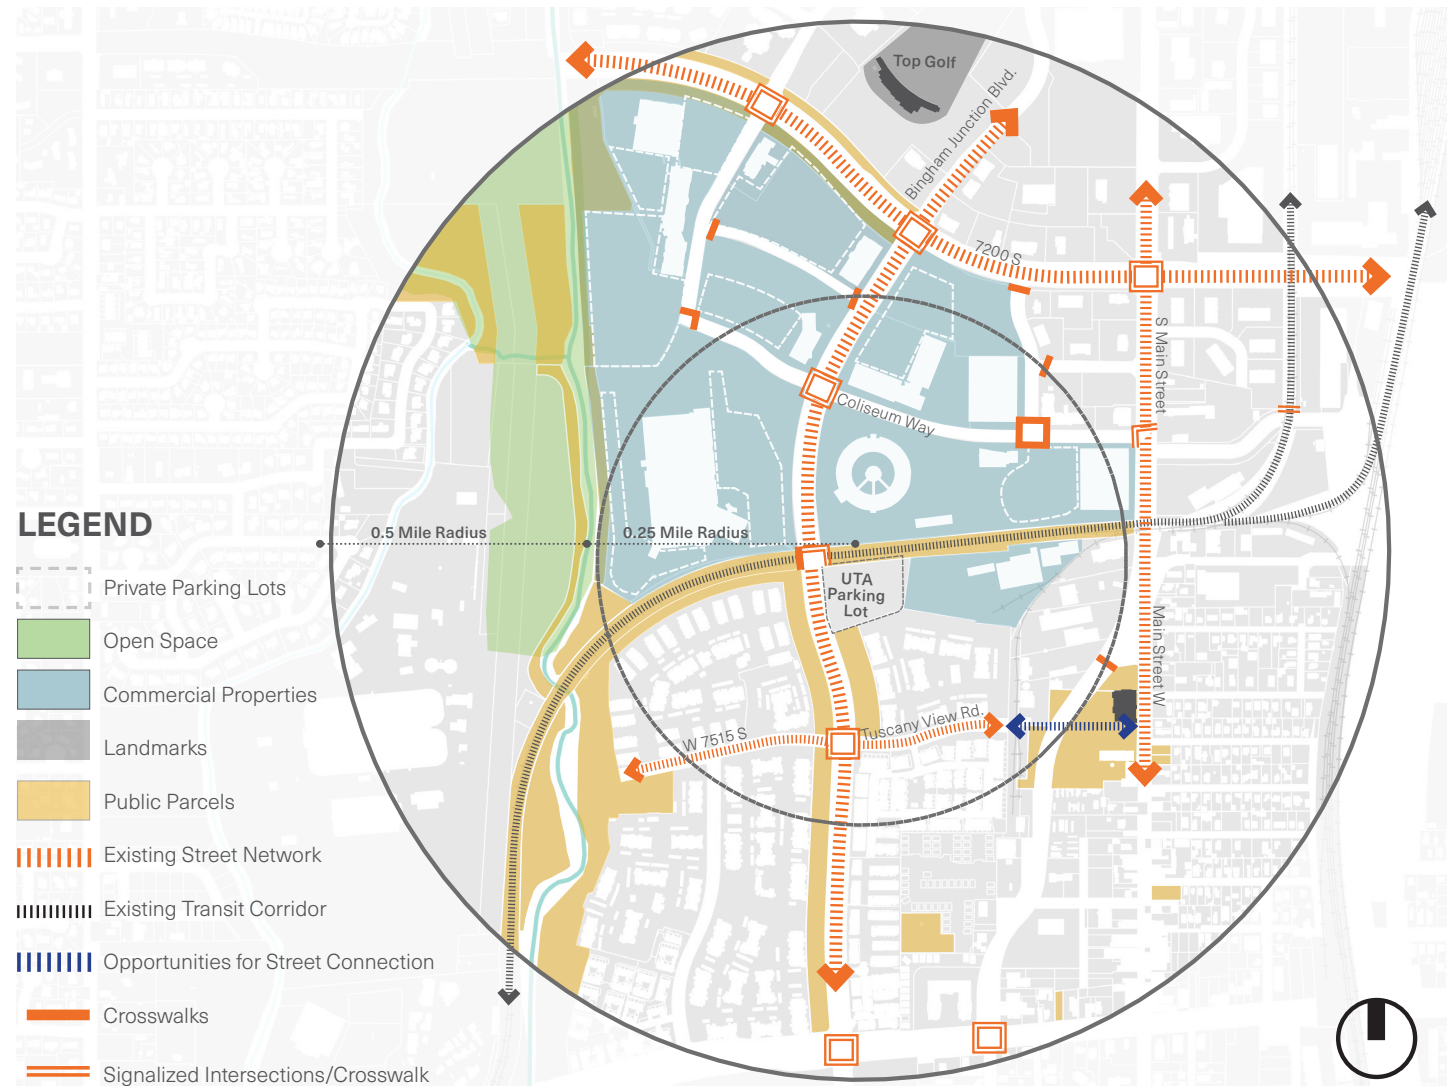 Top Golf
Bingham Junction Blvd.
7200 S
S Main Street
Coliseum Way
LEGEND
0.5 Mile Radius
0.25 Mile Radius
UTA
Parking
Lot
Private Parking Lots
Open Space
Main Street W
Commercial Properties
Tuscany View Rd.
W 7515 S
Landmarks
Public Parcels
Existing Street Network
Existing Transit Corridor
Opportunities for Street Connection
Crosswalks
Signalized Intersections/Crosswalk